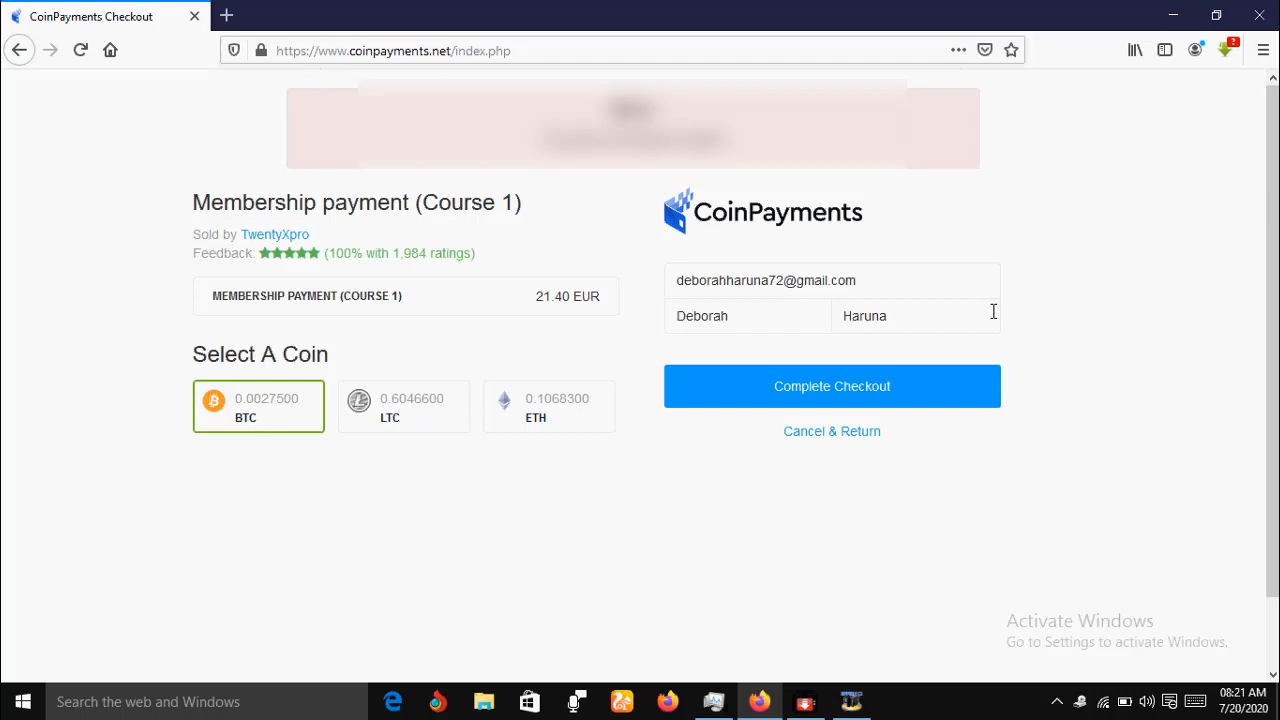 CoinPayments Checkout
https://www.coinpayments.net/index.php
Membership payment (Course 1)
Sold by TwentyXpro
Feedback: ★★★★★ (100% with 1,984 ratings)
MEMBERSHIP PAYMENT (COURSE 1) 21.40 EUR
Select A Coin
0.0027500
BTC
0.6046600
LTC
0.1068300
ETH
CoinPayments
deborahharuna72@gmail.com
Deborah Haruna
Complete Checkout
Cancel & Return
Activate Windows
Go to Settings to activate Windows.
Search the web and Windows
08:21 AM
7/20/2020